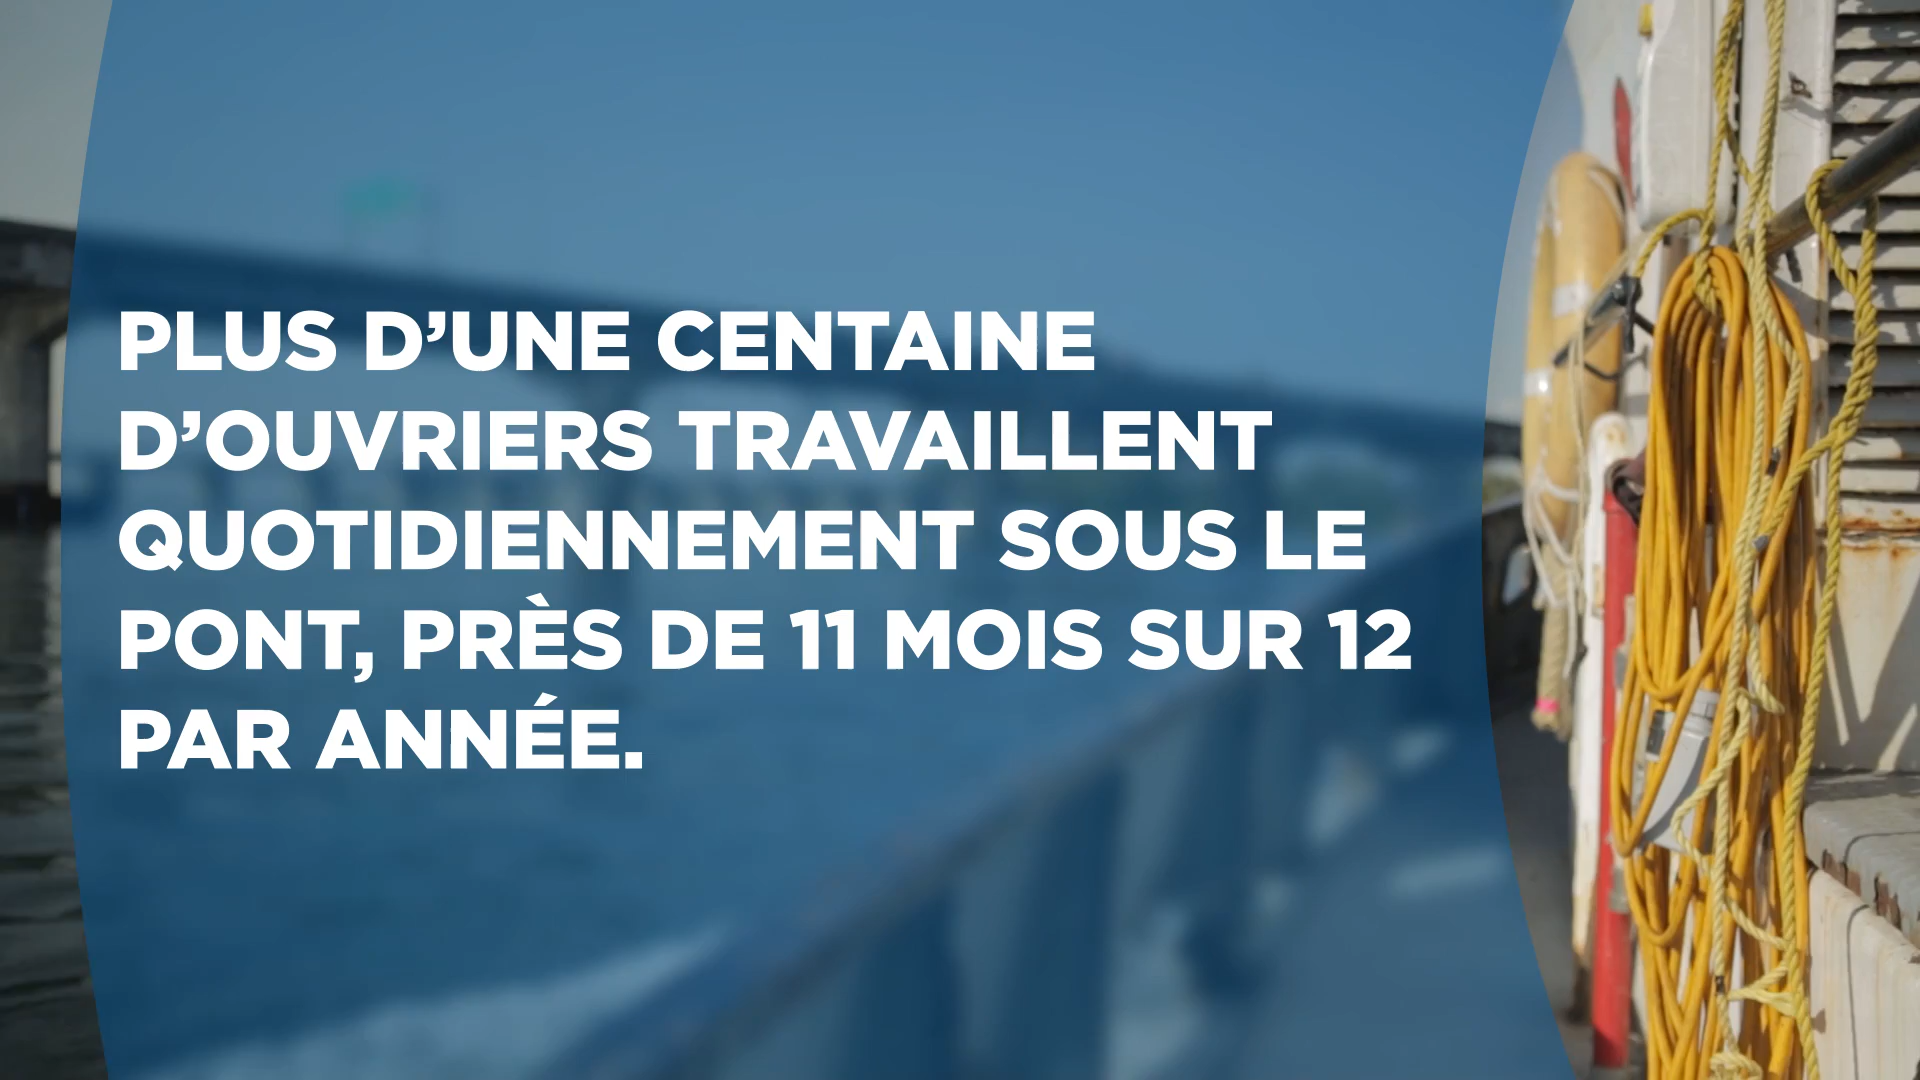 PLUS D’UNE CENTAINE
D’OUVRIERS TRAVAILLENT
QUOTIDIENNEMENT SOUS LE
PONT, PRÈS DE 11 MOIS SUR 12
PAR ANNÉE.